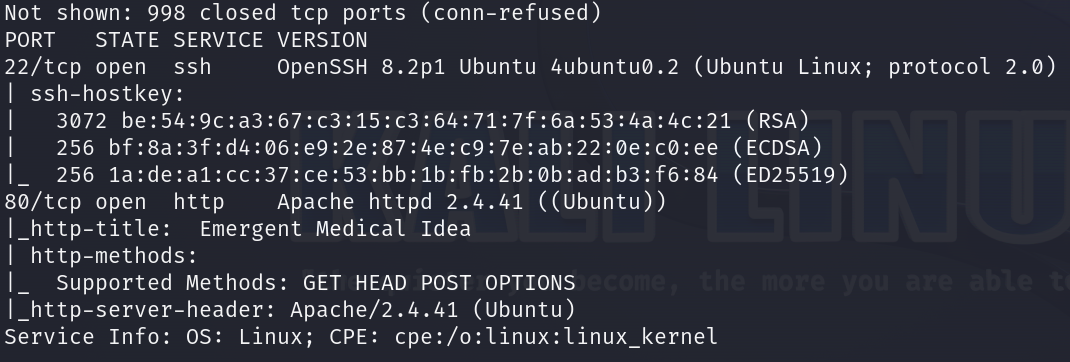 Not shown: 998 closed tcp ports (conn-refused)
PORT   STATE SERVICE VERSION
22/tcp open  ssh     OpenSSH 8.2p1 Ubuntu 4ubuntu0.2 (Ubuntu Linux; protocol 2.0)
| ssh-hostkey:
|   3072 be:54:9c:a3:67:c3:15:c3:64:71:7f:6a:53:4a:4c:21 (RSA)
|   256 bf:8a:3f:d4:06:e9:2e:87:4e:c9:7e:ab:22:0e:c0:ee (ECDSA)
|_  256 1a:de:a1:cc:37:ce:53:bb:1b:fb:2b:0b:ad:b3:f6:84 (ED25519)
80/tcp open  http    Apache httpd 2.4.41 ((Ubuntu))
|_http-title:  Emergent Medical Idea
| http-methods:
|_  Supported Methods: GET HEAD POST OPTIONS
|_http-server-header: Apache/2.4.41 (Ubuntu)
Service Info: OS: Linux; CPE: cpe:/o:linux:linux_kernel
KALI LINU
become, the more you are able t